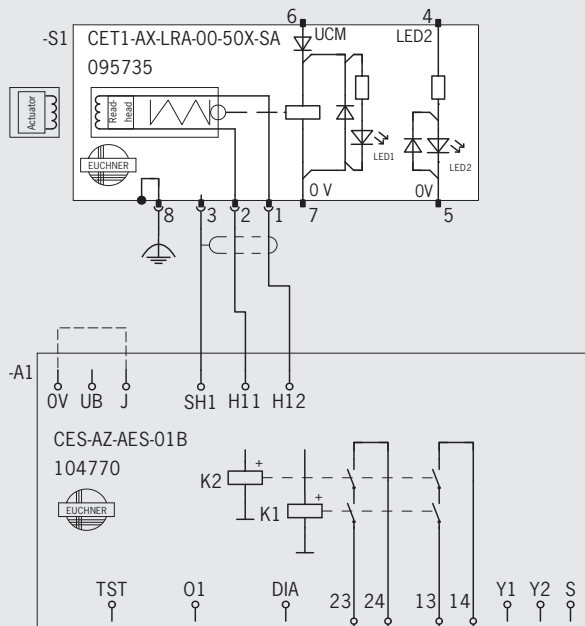 6
4
-S1
CET1-AX-LRA-00-50X-SA
UCM
LED2
095735
Actuator
Read-
head
LED1
LED2
EUCHNER
0 V
0V
8
3
2
1
7
5
-A1
0V
UB
J
SH1
H11
H12
CES-AZ-AES-01B
104770
K2
+
EUCHNER
K1
+
TST
O1
DIA
23
24
13
14
Y1
Y2
S